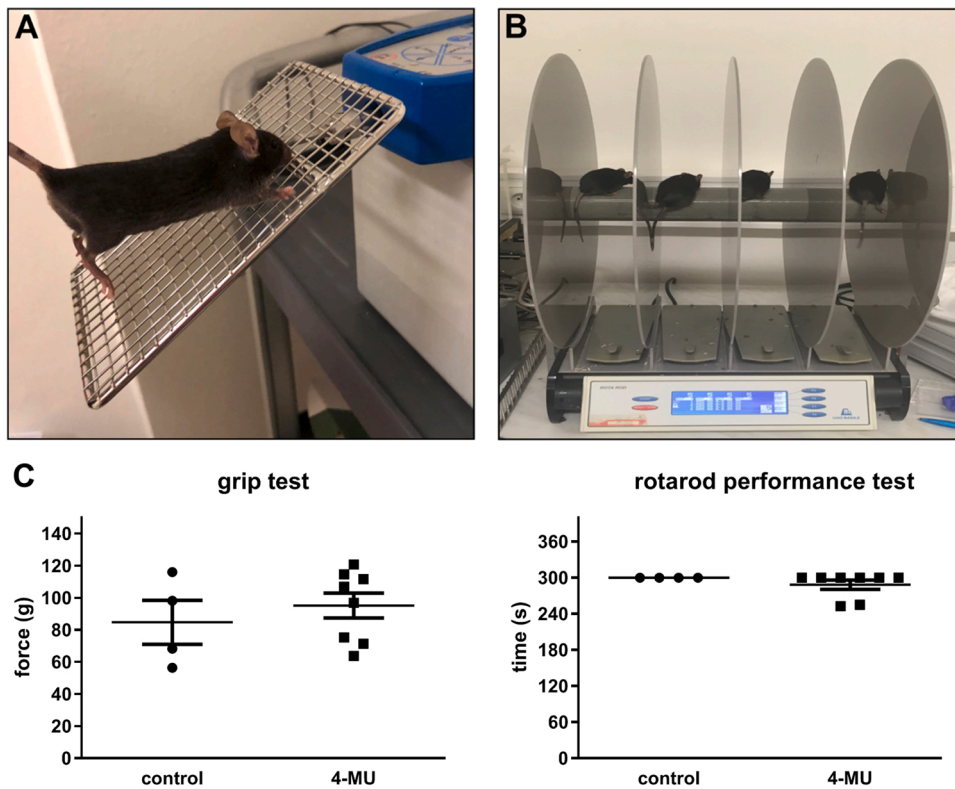 A
B
C
grip test
rotarod performance test
force (g)
140
120
100
80
60
40
20
0
control
4-MU
time (s)
360
300
240
180
120
60
0
control
4-MU